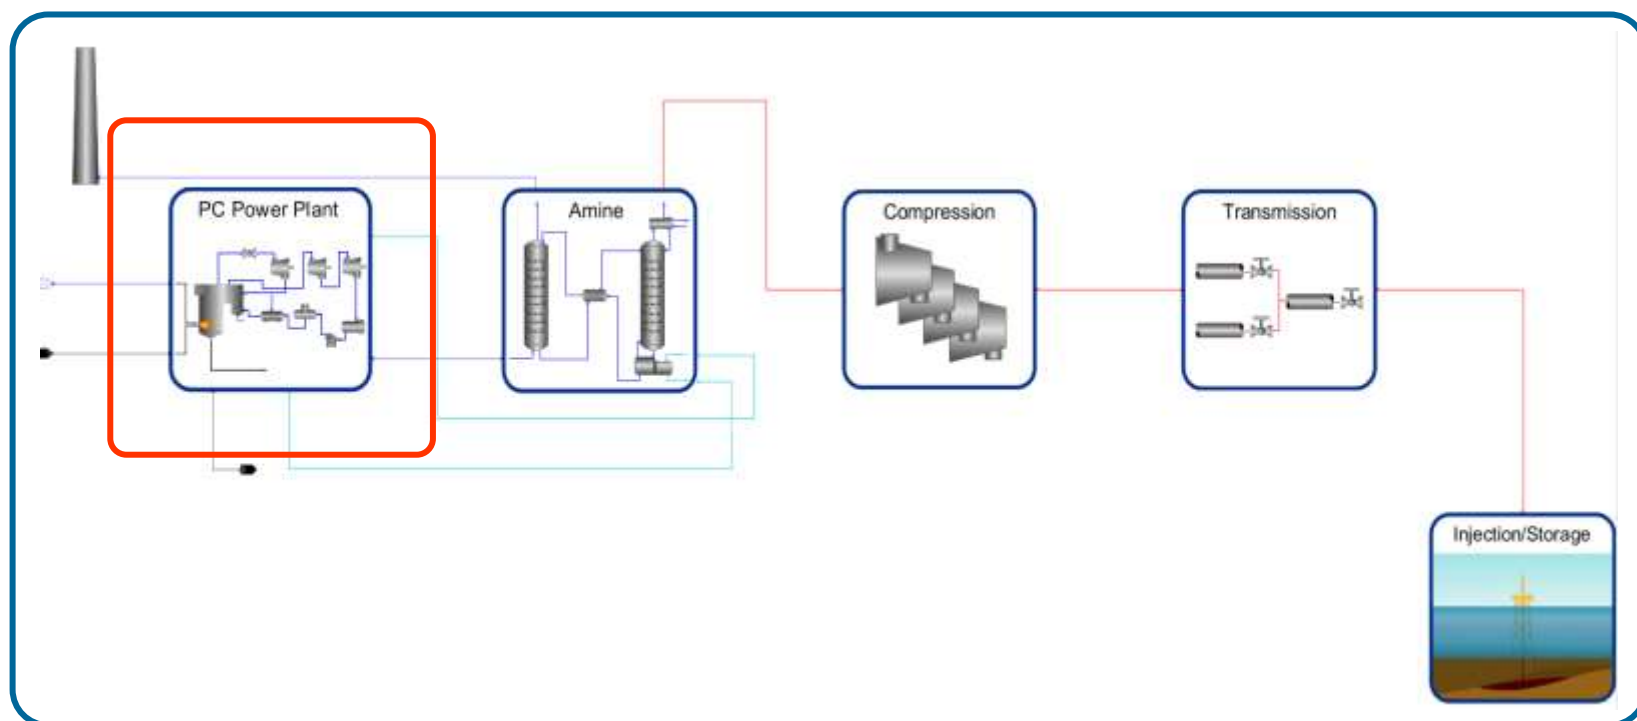 PC Power Plant
Amine
Compression
Transmission
Injection/Storage